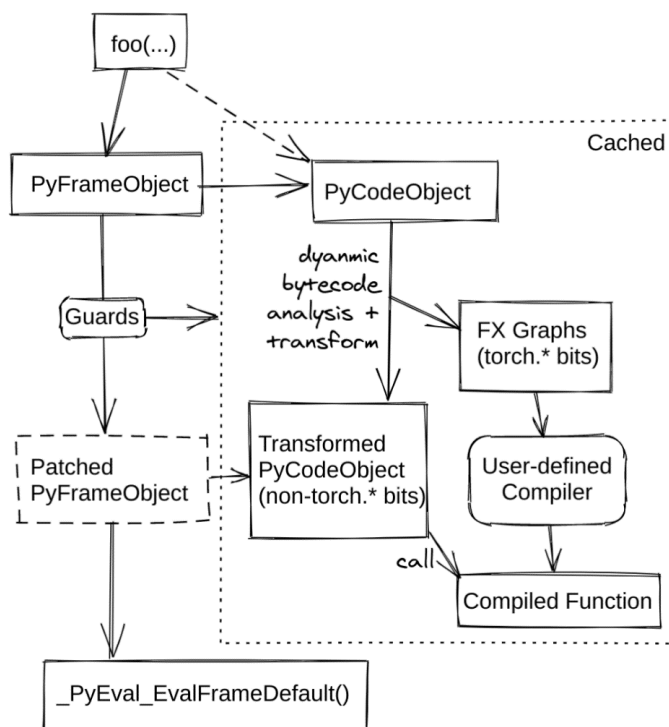 foo(...)
Cached
PyFrameObject
PyCodeObject
dyanmic
bytecode
analysis +
transform
Guards
FX Graphs
(torch.* bits)
Patched
PyFrameObject
Transformed
PyCodeObject
(non-torch.* bits)
User-defined
Compiler
call
Compiled Function
_PyEval_EvalFrameDefault()